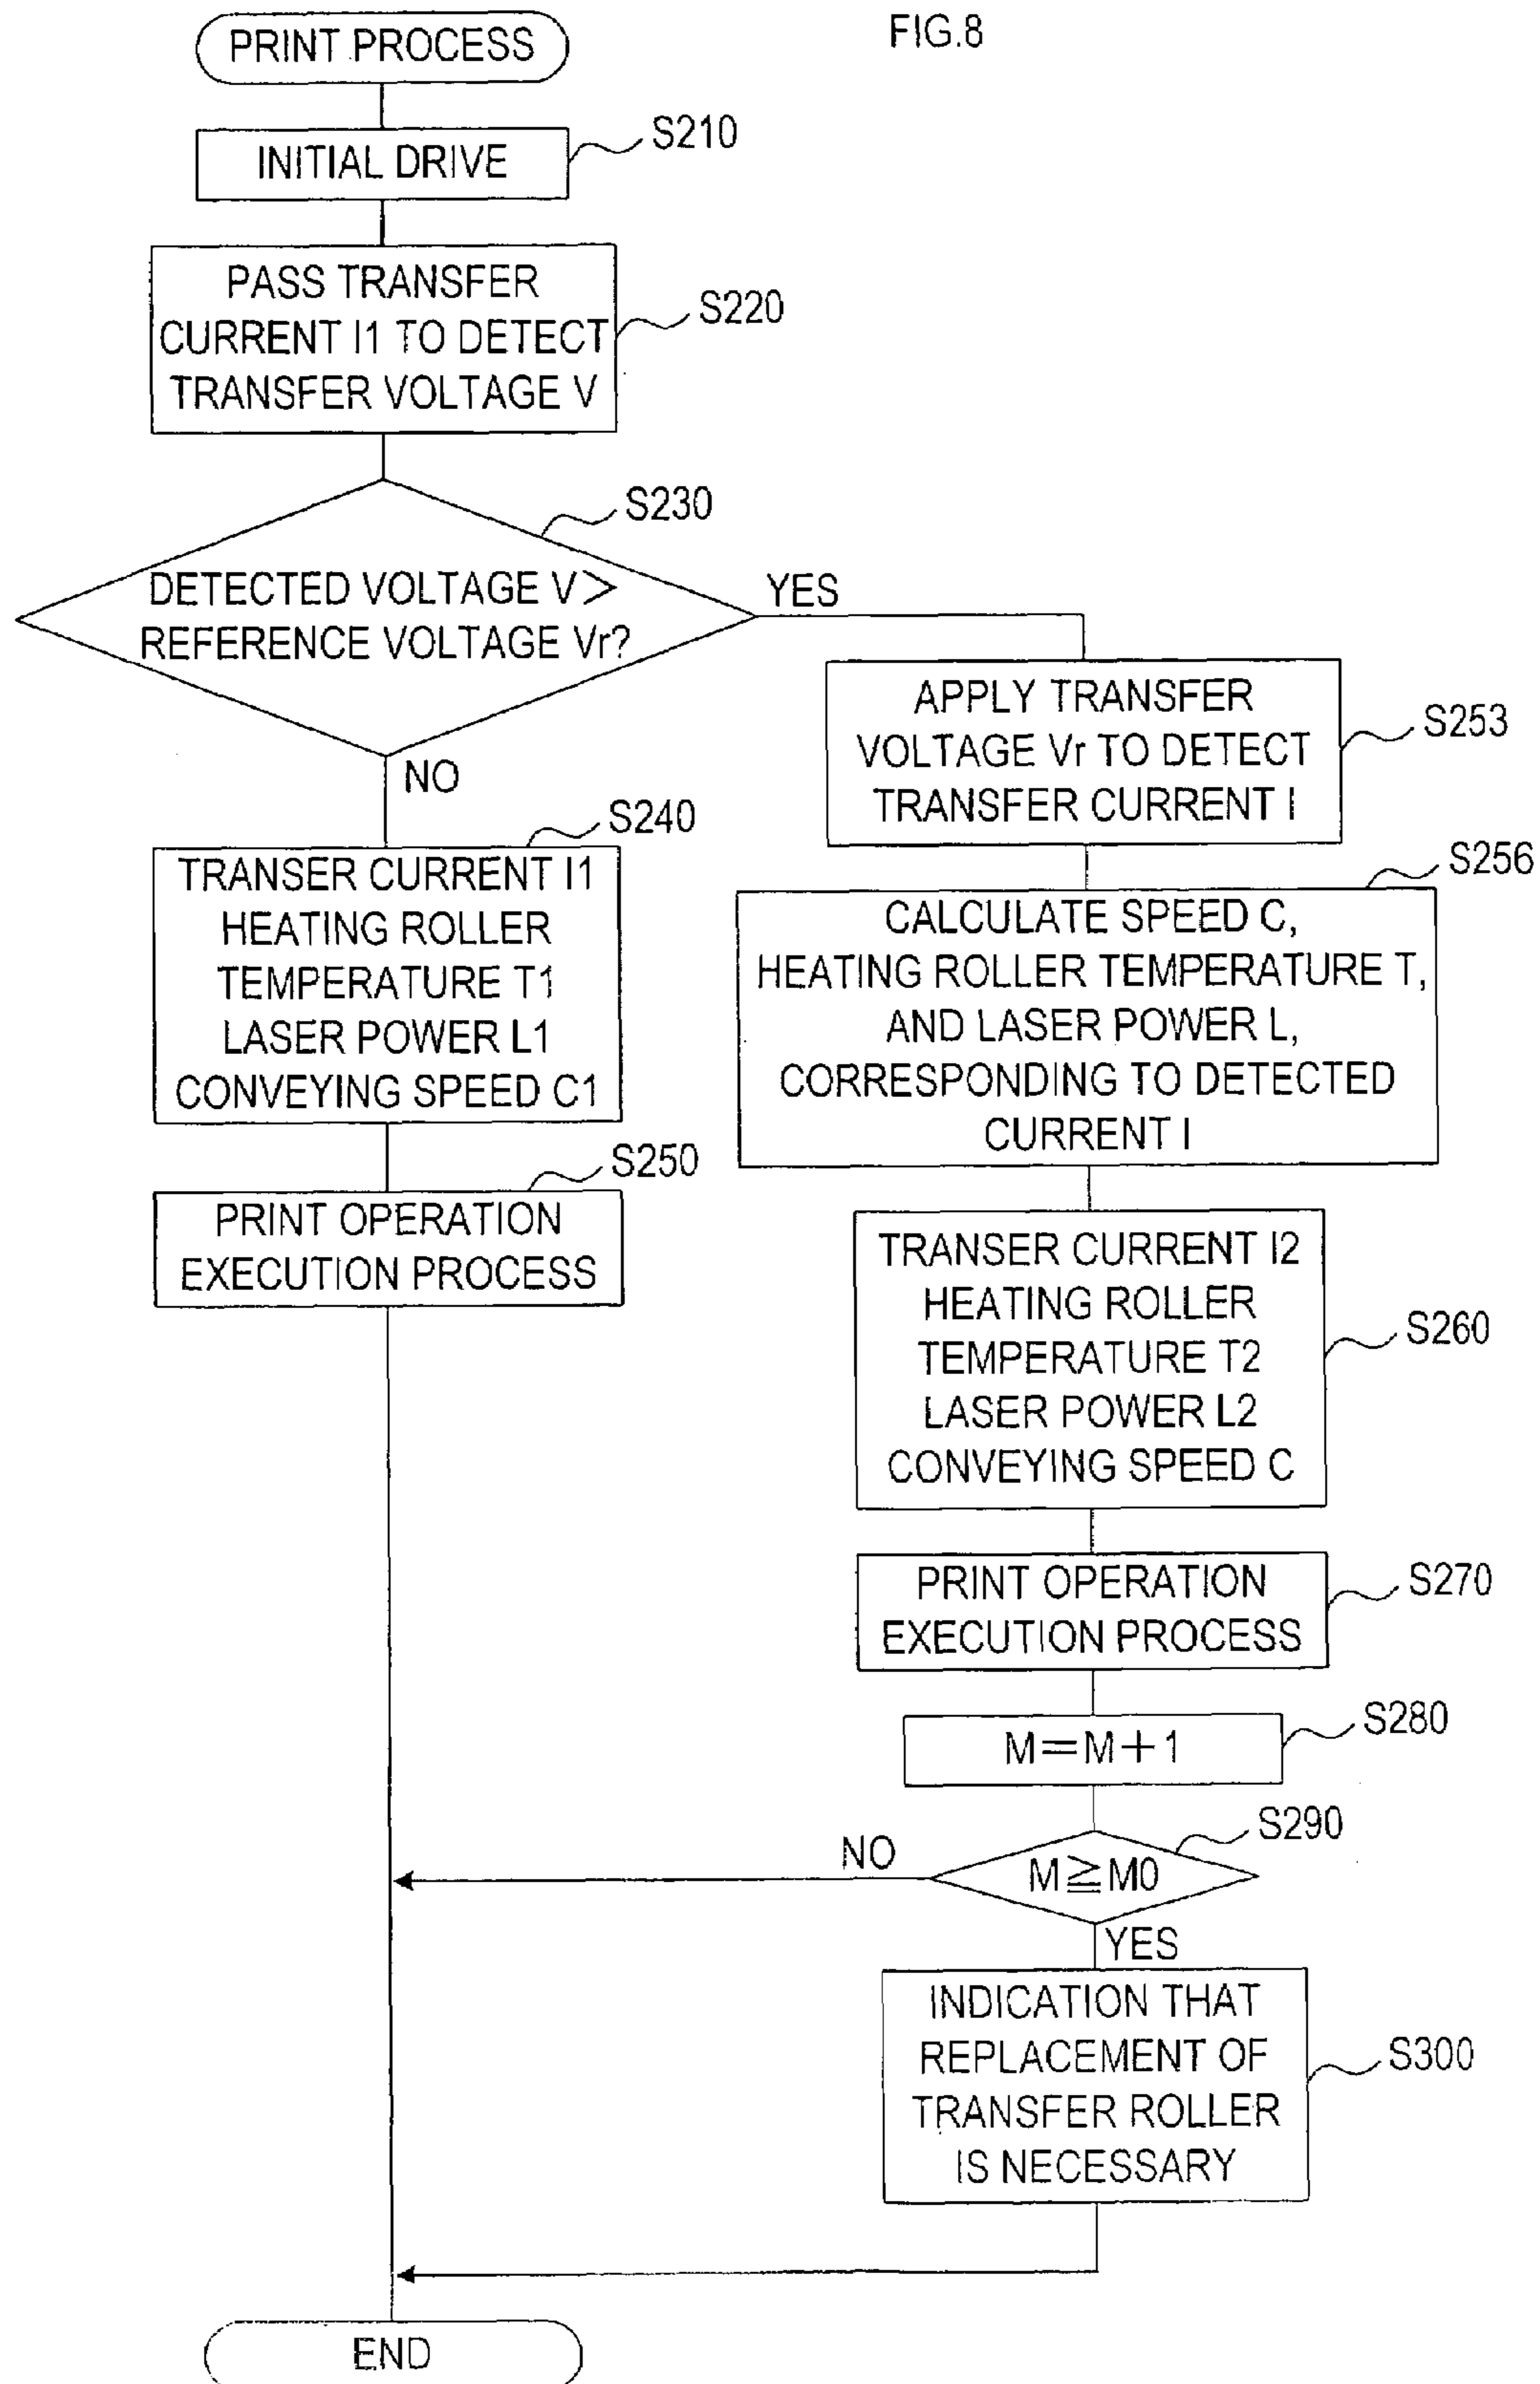 FIG.8
PRINT PROCESS
S210
INITIAL DRIVE
S220
PASS TRANSFER
CURRENT I1 TO DETECT
TRANSFER VOLTAGE V
S230
DETECTED VOLTAGE V>
REFERENCE VOLTAGE Vr?
YES
NO
S240
TRANSER CURRENT I1
HEATING ROLLER
TEMPERATURE T1
LASER POWER L1
CONVEYING SPEED C1
S250
PRINT OPERATION
EXECUTION PROCESS
S253
APPLY TRANSFER
VOLTAGE Vr TO DETECT
TRANSFER CURRENT I
S256
CALCULATE SPEED C,
HEATING ROLLER TEMPERATURE T,
AND LASER POWER L,
CORRESPONDING TO DETECTED
CURRENT I
S260
TRANSER CURRENT I2
HEATING ROLLER
TEMPERATURE T2
LASER POWER L2
CONVEYING SPEED C
S270
PRINT OPERATION
EXECUTION PROCESS
S280
M=M+1
S290
M≧M0
NO
YES
S300
INDICATION THAT
REPLACEMENT OF
TRANSFER ROLLER
IS NECESSARY
END